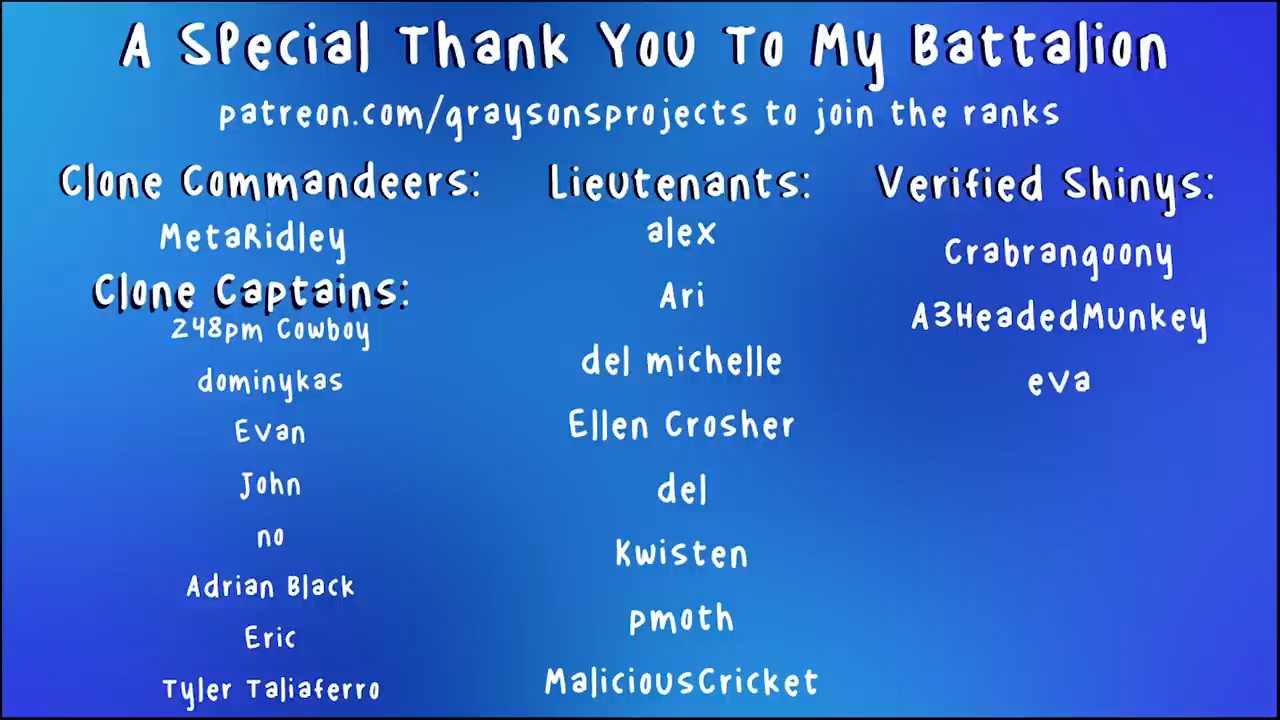 A Special Thank You To My Battalion
patreon.com/graysonsprojects to join the ranks
Clone Commandeers:
MetaRidley
Clone Captains:
248pm Cowboy
dominykas
Evan
John
no
Adrian Black
Eric
Tyler Taliaferro
Lieutenants:
alex
Ari
del michelle
Ellen Crosher
del
Kwisten
pmoth
MaliciousCricket
Verified Shinys:
Crabrangoony
A3HeadedMunkey
eva